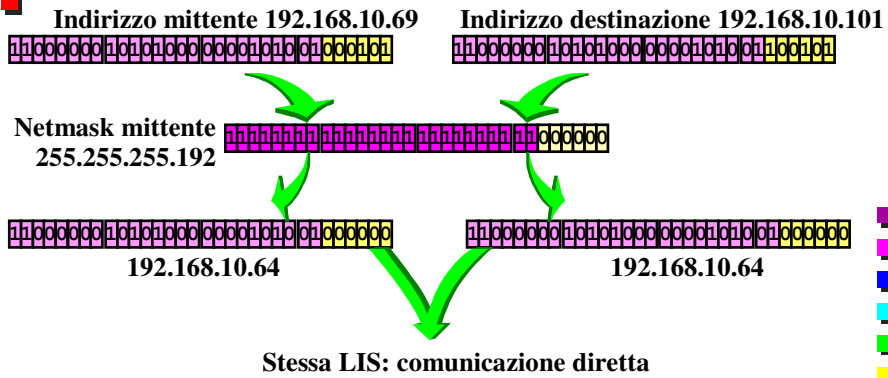 Indirizzo mittente 192.168.10.69
Indirizzo destinazione 192.168.10.101
11000000 10101000 00001010 01000101
11000000 10101000 00001010 01100101
Netmask mittente
255.255.255.192
11111111 11111111 11111111 11000000
11000000 10101000 00001010 01000000
11000000 10101000 00001010 01000000
192.168.10.64
192.168.10.64
Stessa LIS: comunicazione diretta